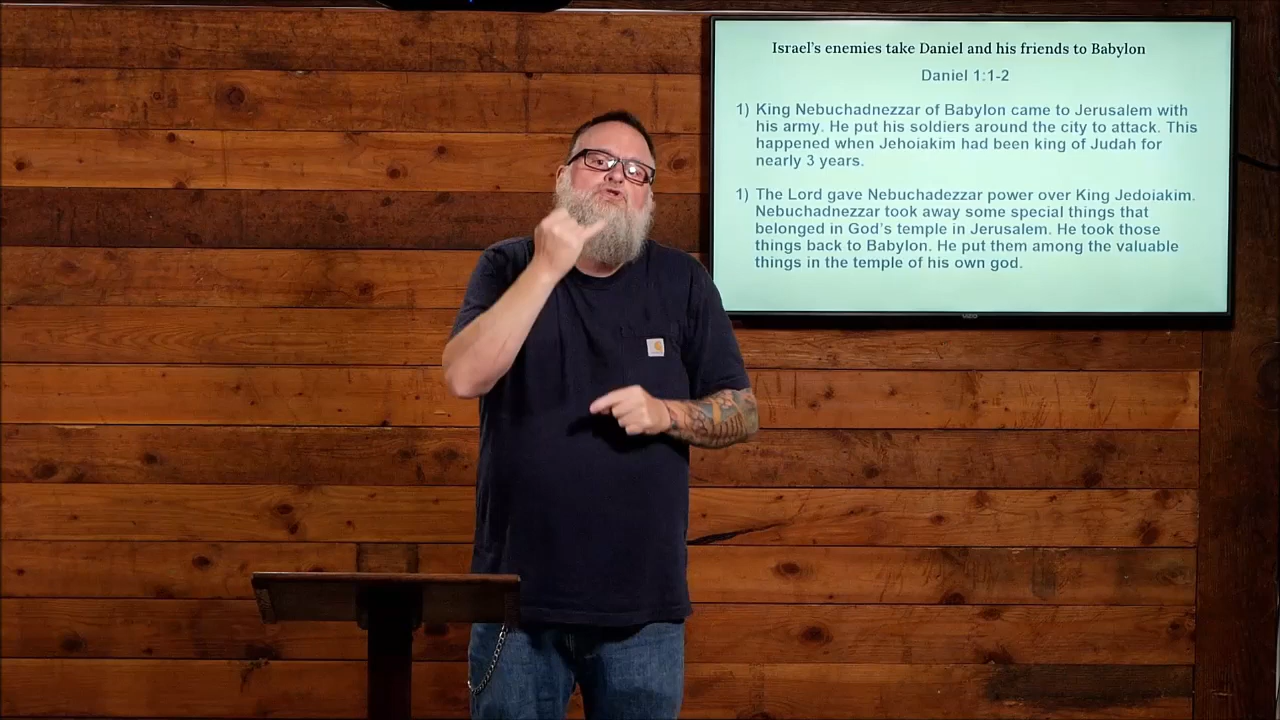 Israel's enemies take Daniel and his friends to Babylon
Daniel 1:1-2
1) King Nebuchadnezzar of Babylon came to Jerusalem with
his army. He put his soldiers around the city to attack. This
happened when Jehoiakim had been king of Judah for
nearly 3 years.
1) The Lord gave Nebuchadezzar power over King Jedoiakim.
Nebuchadnezzar took away some special things that
belonged in God's temple in Jerusalem. He took those
things back to Babylon. He put them among the valuable
things in the temple of his own god.
VIZIO